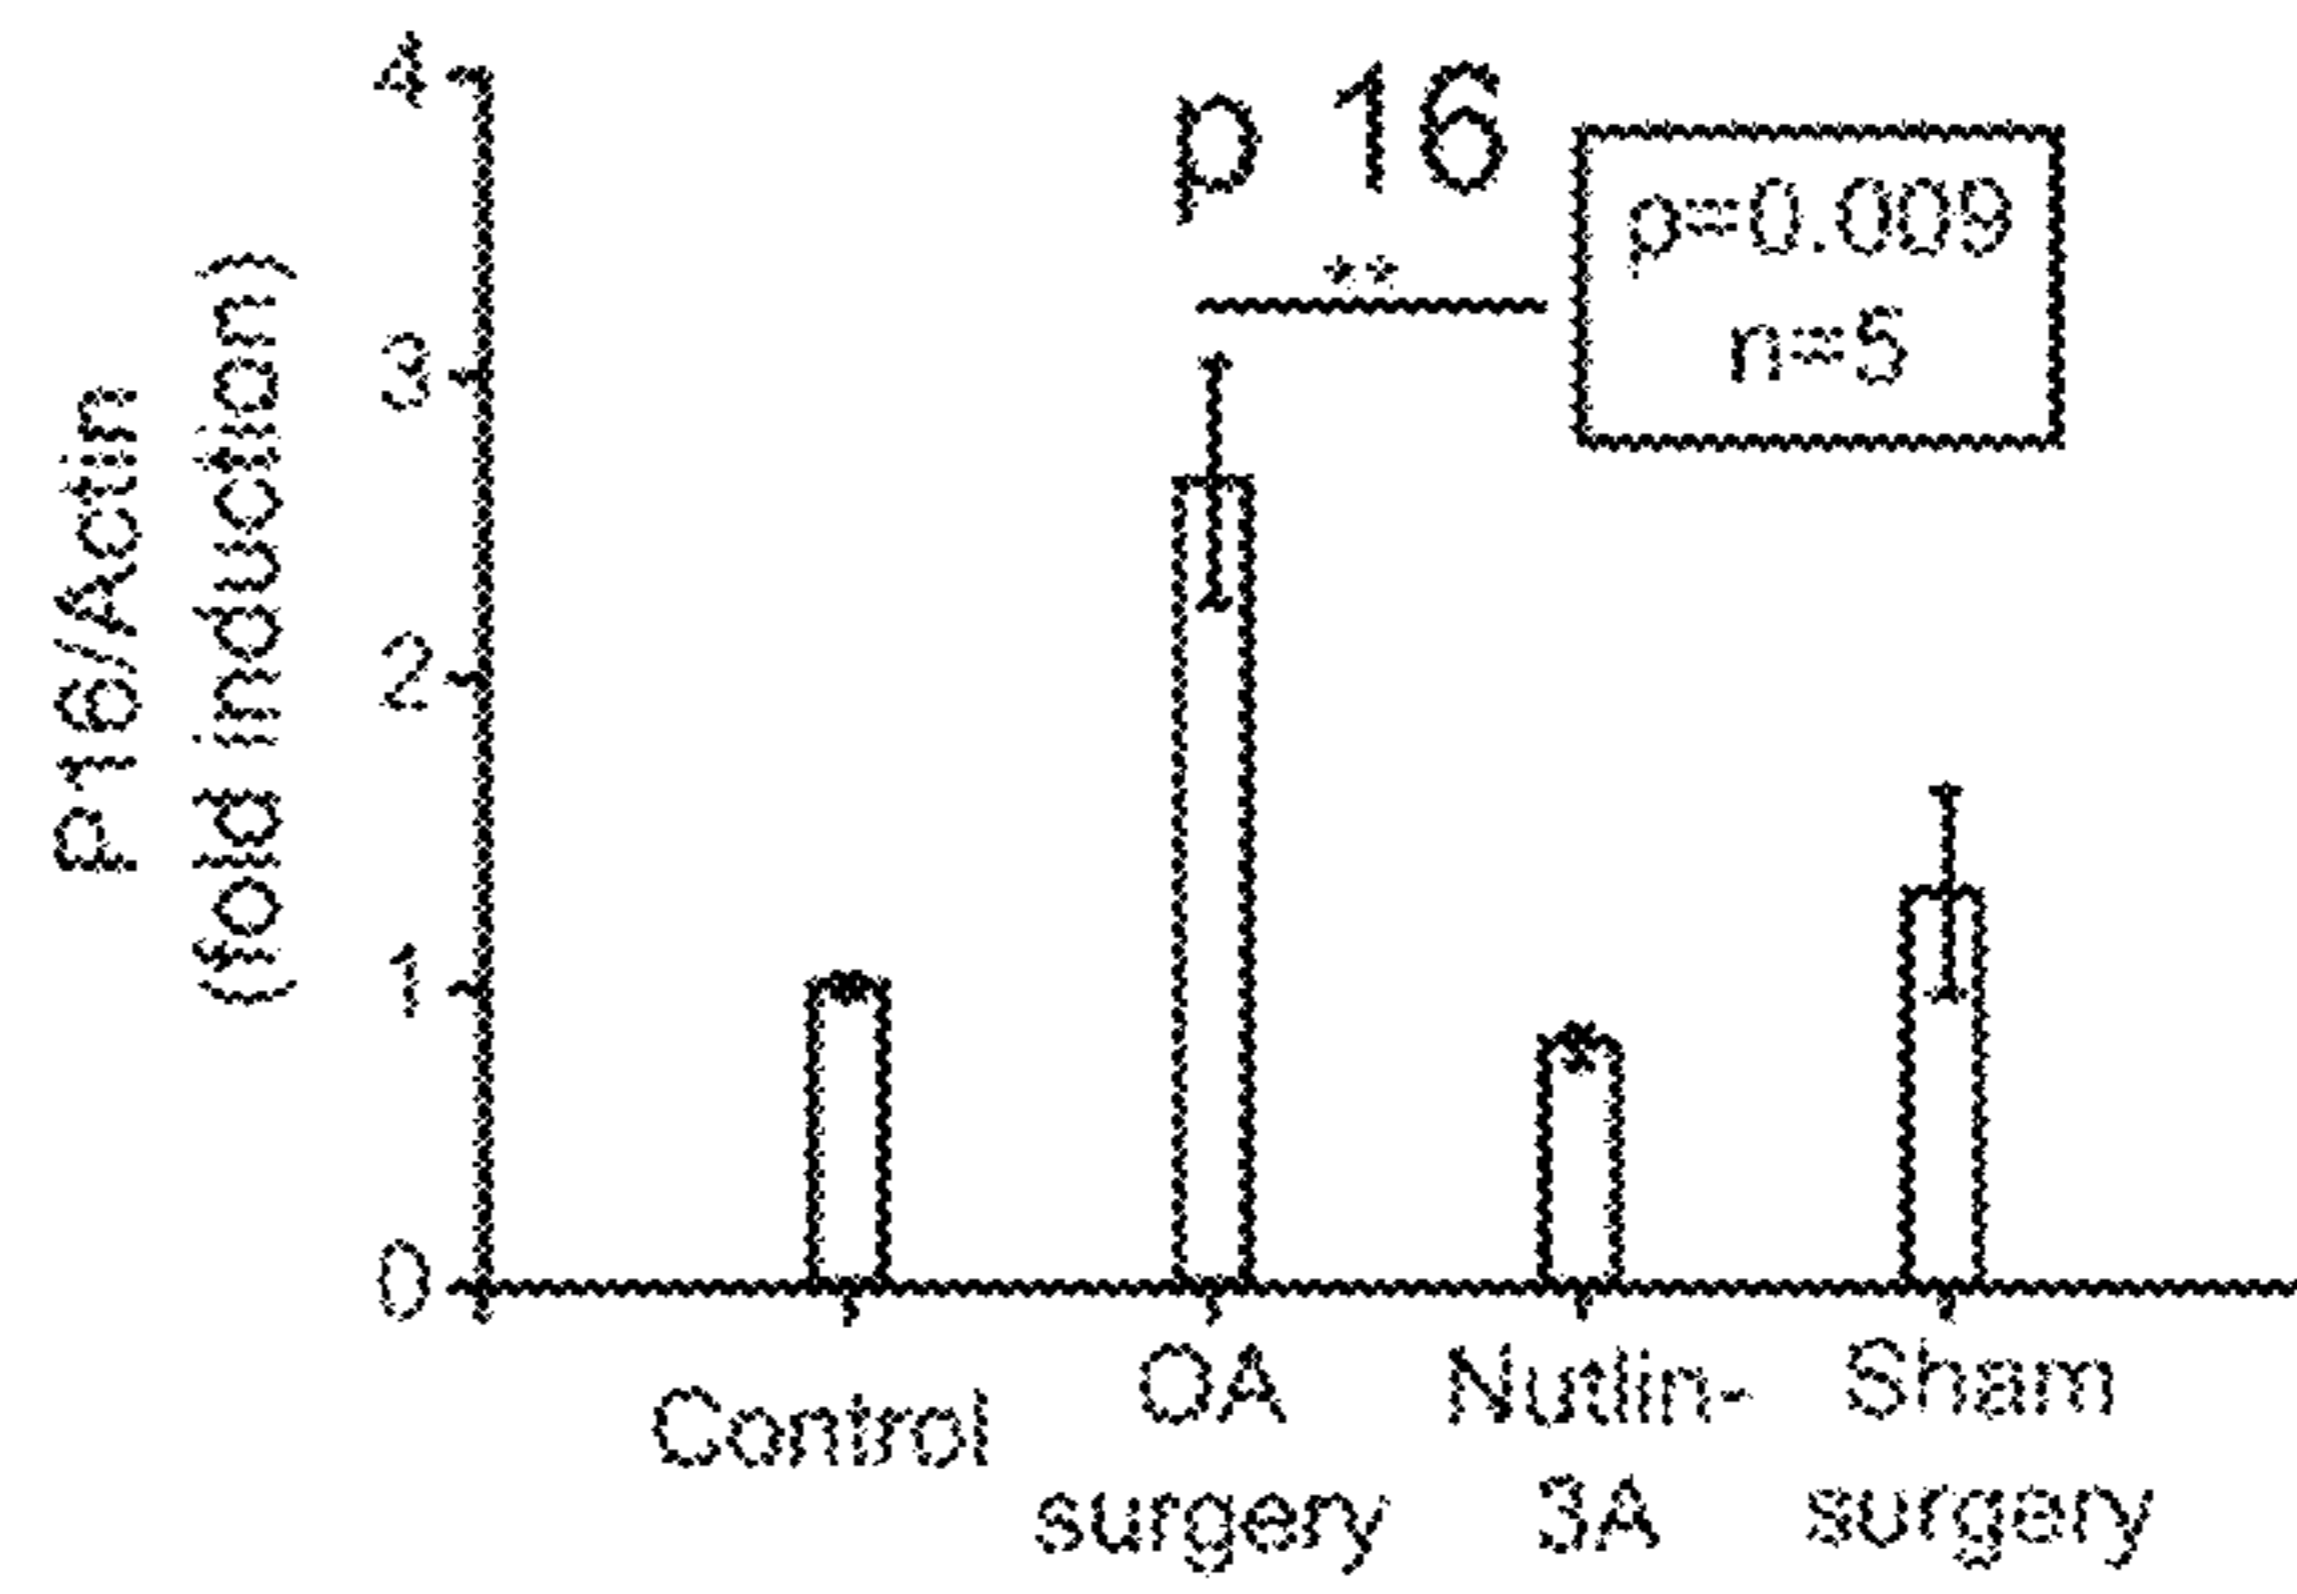 p 16
p=0.009
n=5
**
P16/Actin
(fold induction)
4
3
2
1
0
Control
OA
surgery
Nutlin-
3A
Sham
surgery